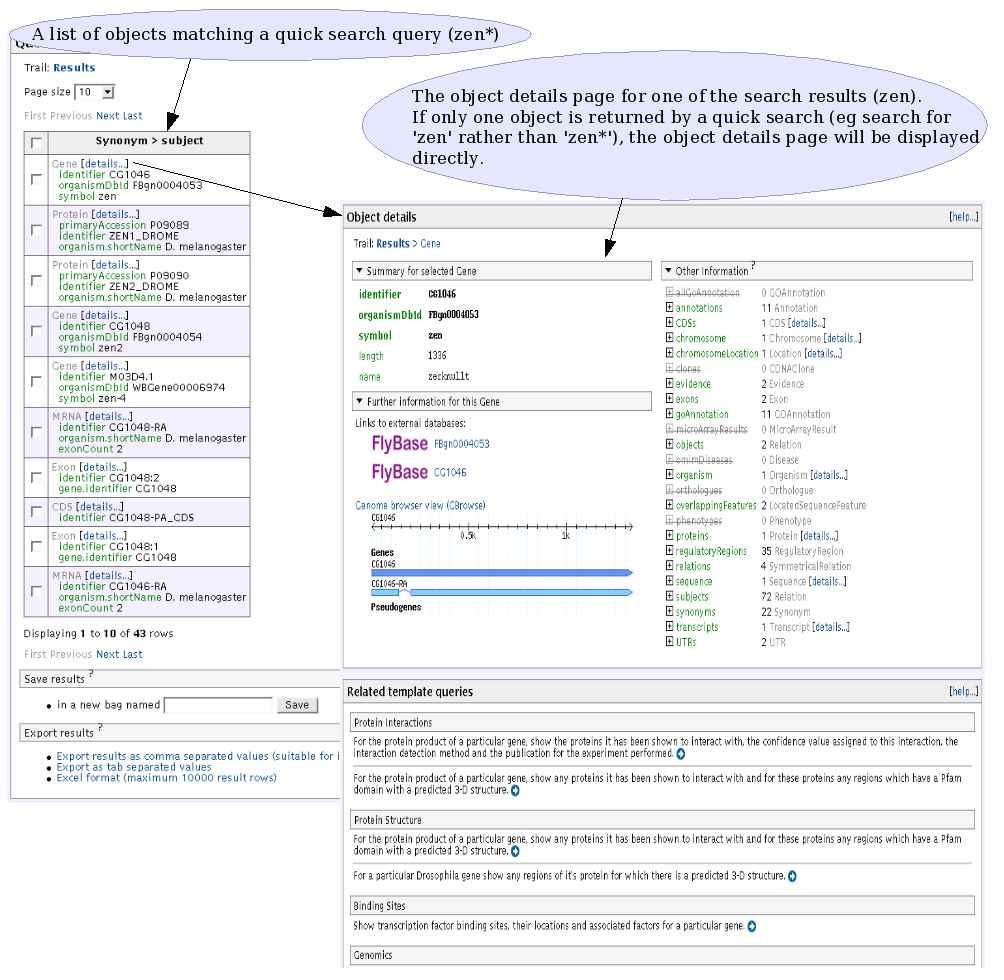 A list of objects matching a quick search query (zen*)
Trail: Results
Page size 10
First Previous Next Last
Synonym > subject
Gene [details...]
identifier CG1046
organismDbId FBgn0004053
symbol zen
Protein [details...]
primaryAccession P09089
identifier ZEN1_DROME
organism.shortName D. melanogaster
Protein [details...]
primaryAccession P09090
identifier ZEN2_DROME
organism.shortName D. melanogaster
Gene [details...]
identifier CG1048
organismDbId FBgn0004054
symbol zen2
Gene [details...]
identifier M03D4.1
organismDbId WBGene00006974
symbol zen-4
MRNA [details...]
identifier CG1048-RA
organism.shortName D. melanogaster
exonCount 2
Exon [details...]
identifier CG1048:2
gene.identifier CG1048
CDS [details...]
identifier CG1048-PA_CDS
Exon [details...]
identifier CG1048:1
gene.identifier CG1048
MRNA [details...]
identifier CG1046-RA
organism.shortName D. melanogaster
exonCount 2
Displaying 1 to 10 of 43 rows
First Previous Next Last
Save results ?
in a new bag named Save
Export results ?
Export results as comma separated values (suitable for i
Export as tab separated values
Excel format (maximum 10000 result rows)
The object details page for one of the search results (zen).
If only one object is returned by a quick search (eg search for
'zen' rather than 'zen*'), the object details page will be displayed
directly.
Object details [help...]
Trail: Results > Gene
Summary for selected Gene
identifier CG1046
organismDbId FBgn0004053
symbol zen
length 1336
name zerknullt
Further information for this Gene
Links to external databases:
FlyBase FBgn0004053
FlyBase CG1046
Genome browser view (GBrowse)
CG1046
0.5k 1k
Genes
CG1046
CG1046-RA
Pseudogenes
Other Information ?
allGoAnnotation 0 GOAnnotation
annotations 11 Annotation
CDSs 1 CDS [details...]
chromosome 1 Chromosome [details...]
chromosomeLocation 1 Location [details...]
clones 0 CDNAClone
evidence 2 Evidence
exons 2 Exon
goAnnotation 11 GOAnnotation
microArrayResults 0 MicroArrayResult
objects 2 Relation
omimDiseases 0 Disease
organism 1 Organism [details...]
orthologues 0 Orthologue
overlappingFeatures 2 LocatedSequenceFeature
phenotypes 0 Phenotype
proteins 1 Protein [details...]
regulatoryRegions 35 RegulatoryRegion
relations 4 SymmetricalRelation
sequence 1 Sequence [details...]
subjects 72 Relation
synonyms 22 Synonym
transcripts 1 Transcript [details...]
UTRs 2 UTR
Related template queries [help...]
Protein Interactions
For the protein product of a particular gene, show the proteins it has been shown to interact with, the confidence value assigned to this interaction, the
interaction detection method and the publication for the experiment performed.
For the protein product of a particular gene, show any proteins it has been shown to interact with and for these proteins any regions which have a Pfam
domain with a predicted 3-D structure.
Protein Structure
For the protein product of a particular gene, show any proteins it has been shown to interact with and for these proteins any regions which have a Pfam
domain with a predicted 3-D structure.
For a particular Drosophila gene show any regions of it's protein for which there is a predicted 3-D structure.
Binding Sites
Show transcription factor binding sites, their locations and associated factors for a particular gene.
Genomics